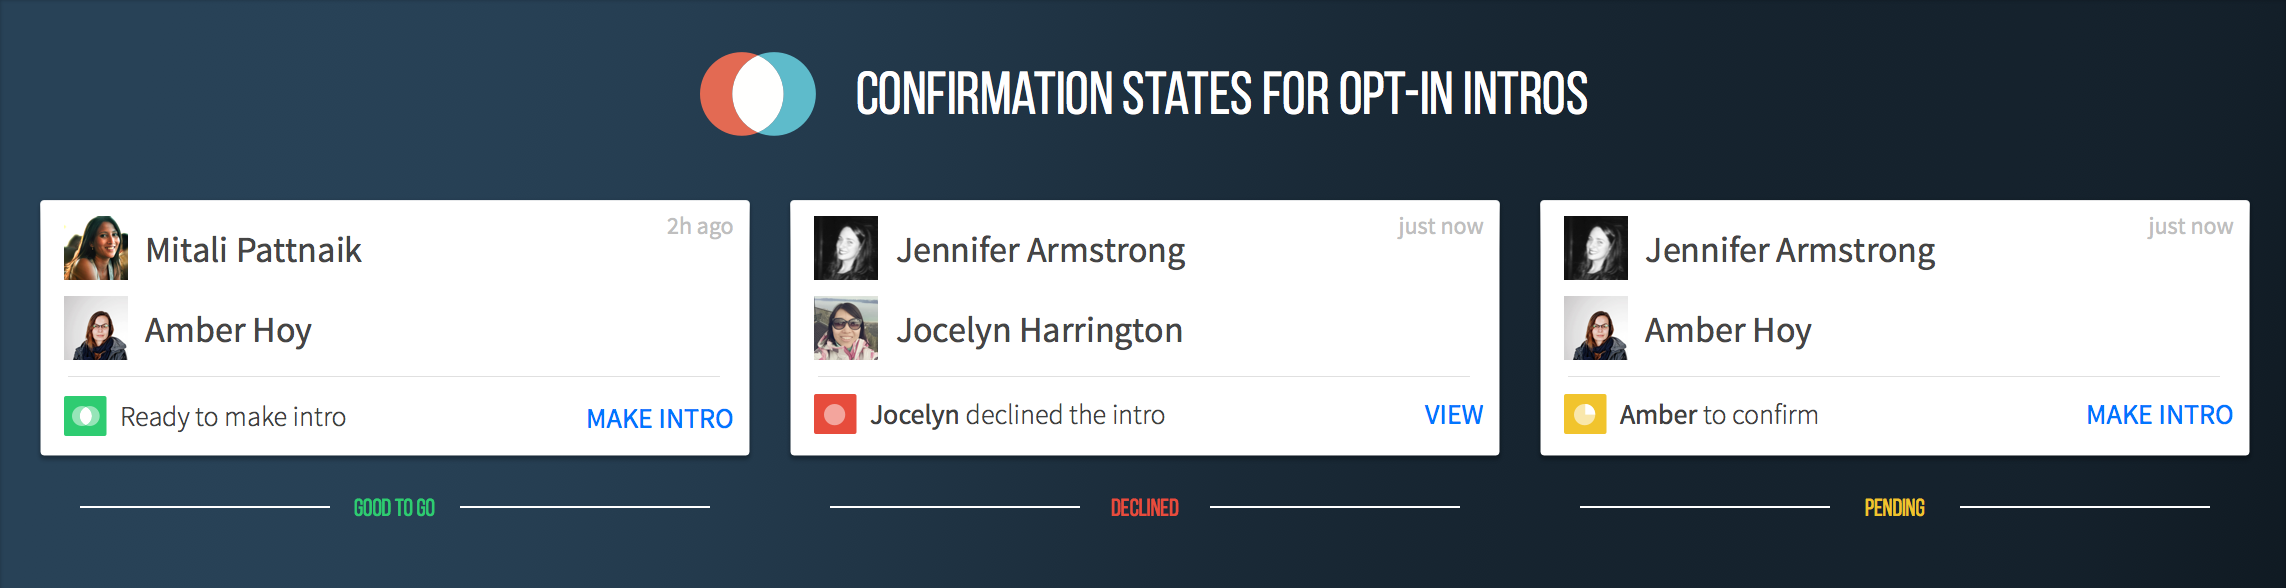 CONFIRMATION STATES FOR OPT-IN INTROS
Mitali Pattnaik
2h ago
Amber Hoy
Ready to make intro
MAKE INTRO
GOOD TO GO
Jennifer Armstrong
just now
Jocelyn Harrington
Jocelyn declined the intro
VIEW
DECLINED
Jennifer Armstrong
just now
Amber Hoy
Amber to confirm
MAKE INTRO
PENDING